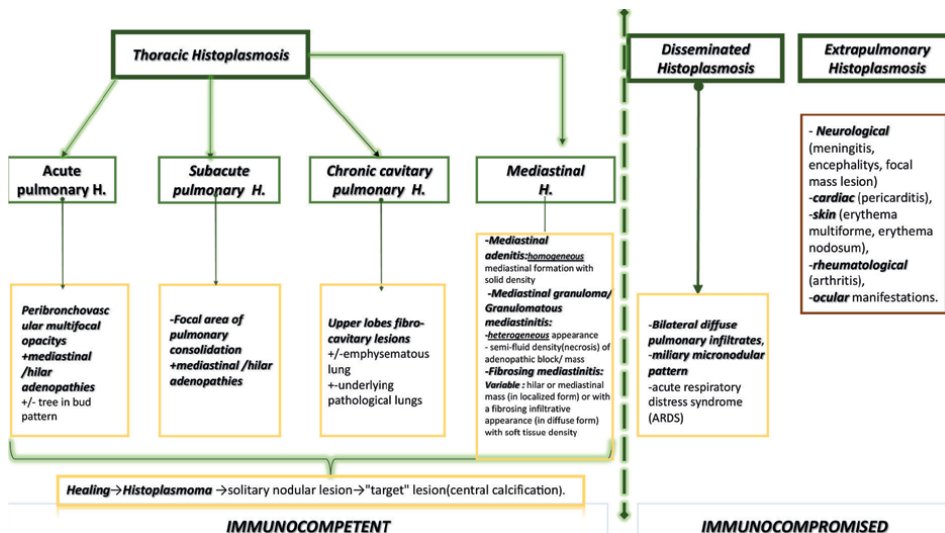 Thoracic Histoplasmosis
Disseminated
Histoplasmosis
Extrapulmonary
Histoplasmosis
Acute
pulmonary H.
Subacute
pulmonary H.
Chronic cavitary
pulmonary H.
Mediastinal
H.
Peribronchovas
cular multifocal
opacitys
+mediastinal
/hilar
adenopathies
+/- tree in bud
pattern
-Focal area of
pulmonary
consolidation
+mediastinal /hilar
adenopathies
Upper lobes fibro-
cavitary lesions
+/-emphysematous
lung
+-underlying
pathological lungs
-Mediastinal
adenitis:homogeneous
mediastinal formation with
solid density
-Mediastinal granuloma/
Granulomatous
mediastinitis:
-heterogeneous appearance
- semi-fluid density(necrosis) of
adenopathic block/ mass
-Fibrosing mediastinitis:
Variable : hilar or mediastinal
mass (in localized form) or with
a fibrosing infiltrative
appearance (in diffuse form)
with soft tissue density
-Bilateral diffuse
pulmonary infiltrates,
-miliary micronodular
pattern
-acute respiratory
distress syndrome
(ARDS)
- Neurological
(meningitis,
encephalitys, focal
mass lesion)
-cardiac (pericarditis),
-skin (erythema
multiforme, erythema
nodosum),
-rheumatological
(arthritis),
-ocular manifestations.
Healing→Histoplasmoma →solitary nodular lesion→"target" lesion(central calcification).
IMMUNOCOMPETENT
IMMUNOCOMPROMISED